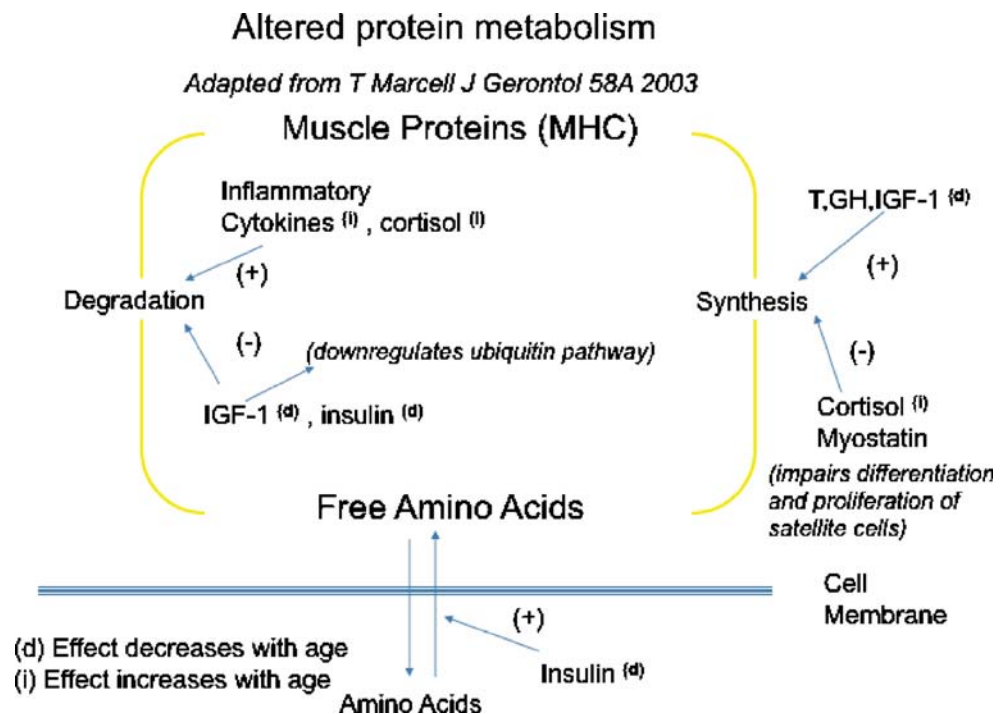 Altered protein metabolism
Adapted from T Marcell J Gerontol 58A 2003
Muscle Proteins (MHC)
Inflammatory
Cytokines (i) , cortisol (i)
(+)
Degradation
(-)
(downregulates ubiquitin pathway)
IGF-1 (d) , insulin (d)
T,GH,IGF-1 (d)
(+)
Synthesis
(-)
Cortisol (i)
Myostatin
(impairs differentiation
and proliferation of
satellite cells)
Free Amino Acids
Cell
Membrane
(+)
Insulin (d)
Amino Acids
(d) Effect decreases with age
(i) Effect increases with age